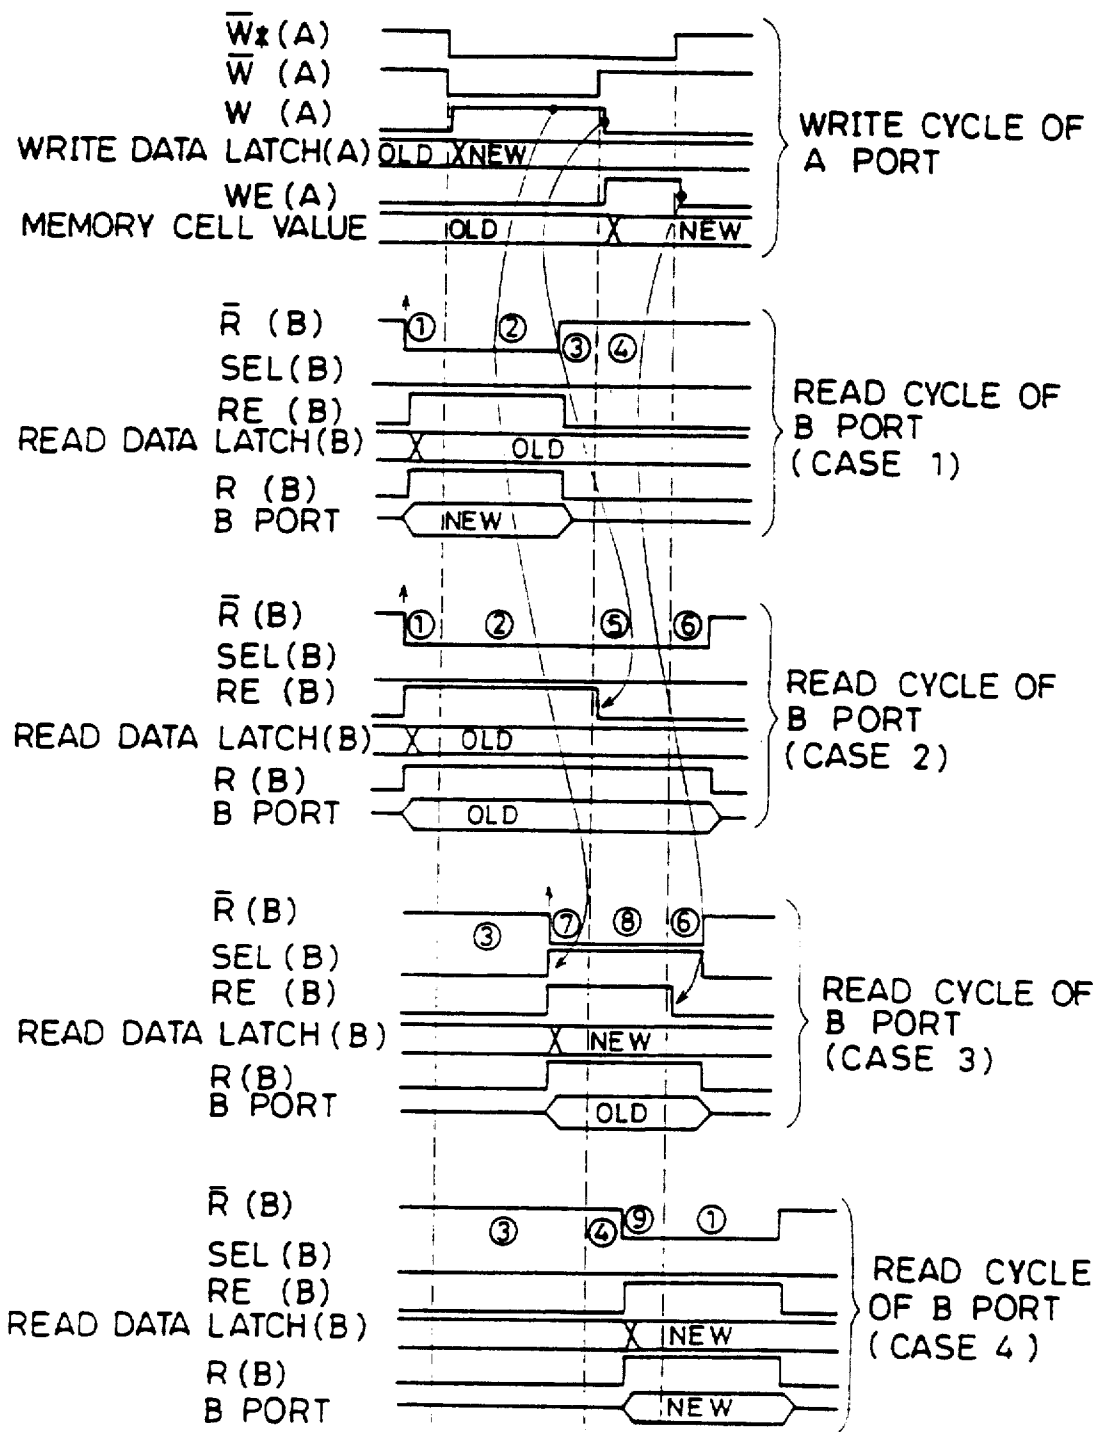 W̅*(A)
W̅ (A)
W (A)
WRITE DATA LATCH(A) OLD NEW
WE(A)
MEMORY CELL VALUE OLD NEW
WRITE CYCLE OF
A PORT
R̅ (B) ① ② ③ ④
SEL(B)
RE (B)
READ DATA LATCH(B) OLD
R (B)
B PORT NEW
READ CYCLE OF
B PORT
(CASE 1)
R̅ (B) ① ② ⑤ ⑥
SEL(B)
RE (B)
READ DATA LATCH(B) OLD
R (B)
B PORT OLD
READ CYCLE OF
B PORT
(CASE 2)
R̅ (B) ③ ⑦ ⑧ ⑥
SEL(B)
RE (B)
READ DATA LATCH(B) NEW
R(B)
B PORT OLD
READ CYCLE OF
B PORT
(CASE 3)
R̅ (B) ③ ④ ⑨ ①
SEL(B)
RE (B)
READ DATA LATCH(B) NEW
R(B)
B PORT NEW
READ CYCLE
OF B PORT
(CASE 4)